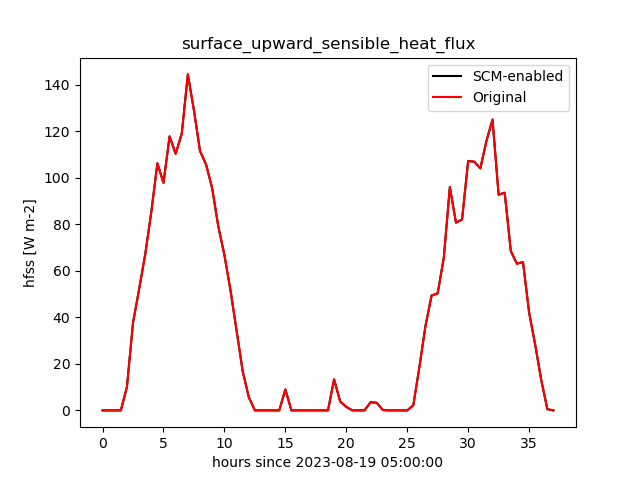 surface_upward_sensible_heat_flux
SCM-enabled
Original
hfss [W m-2]
140
120
100
80
60
40
20
0
0 5 10 15 20 25 30 35
hours since 2023-08-19 05:00:00